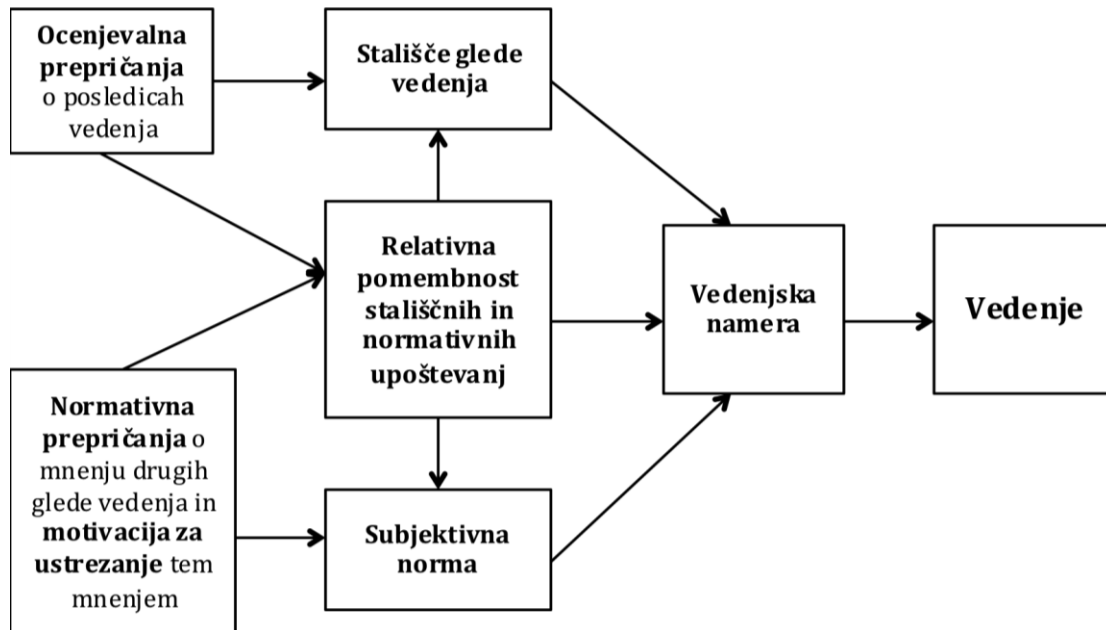 Ocenjevalna
prepričanja
o posledicah
vedenja
Stališče glede
vedenja
Relativna
pomembnost
stališčnih in
normativnih
upoštevanj
Vedenjska
namera
Vedenje
Normativna
prepričanja o
mnenju drugih
glede vedenja in
motivacija za
ustrezanje tem
mnenjem
Subjektivna
norma